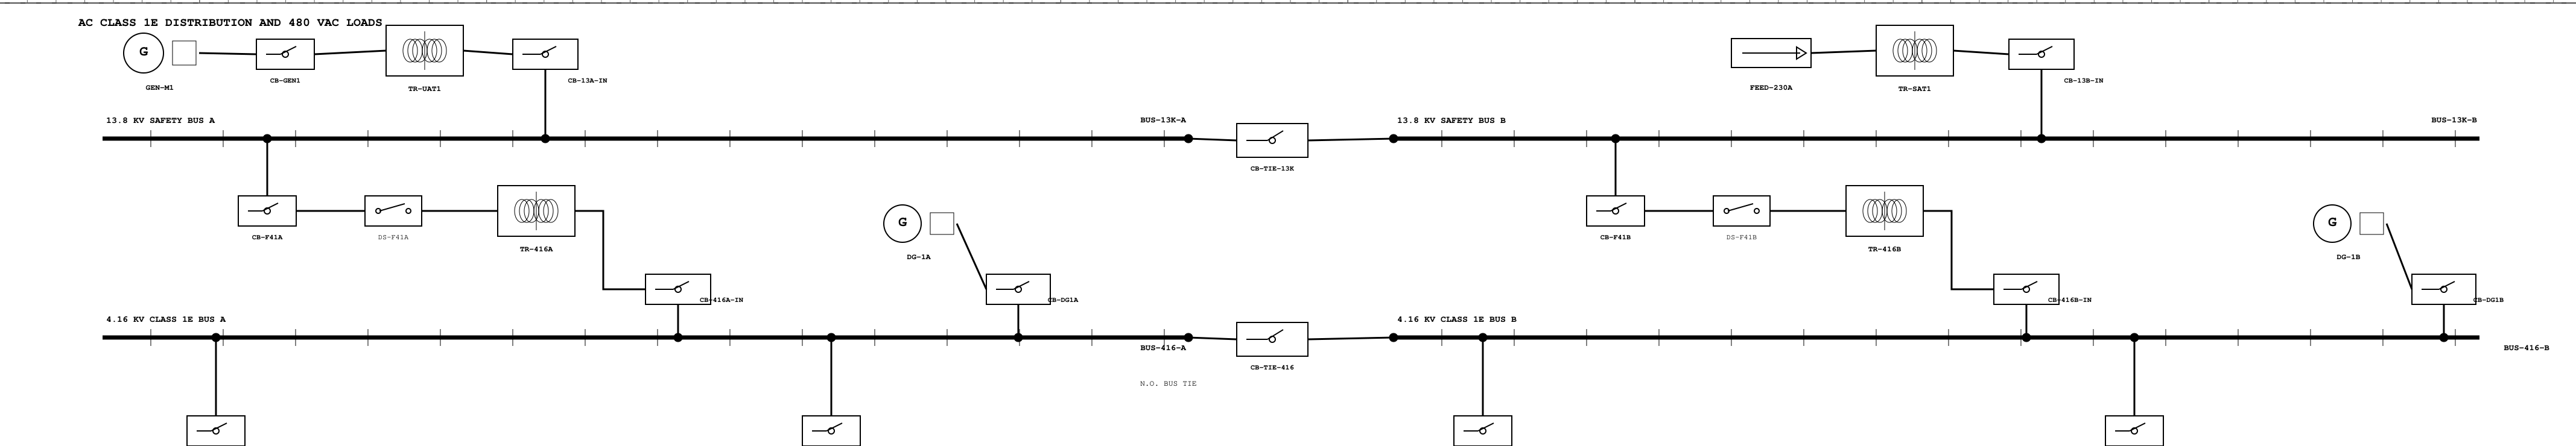 AC CLASS 1E DISTRIBUTION AND 480 VAC LOADS
G
GEN-M1
CB-GEN1
TR-UAT1
CB-13A-IN
FEED-230A
TR-SAT1
CB-13B-IN
13.8 KV SAFETY BUS A
BUS-13K-A
CB-TIE-13K
13.8 KV SAFETY BUS B
BUS-13K-B
CB-F41A
DS-F41A
TR-416A
CB-416A-IN
G
DG-1A
CB-DG1A
CB-F41B
DS-F41B
TR-416B
CB-416B-IN
G
DG-1B
CB-DG1B
4.16 KV CLASS 1E BUS A
BUS-416-A
N.O. BUS TIE
CB-TIE-416
4.16 KV CLASS 1E BUS B
BUS-416-B